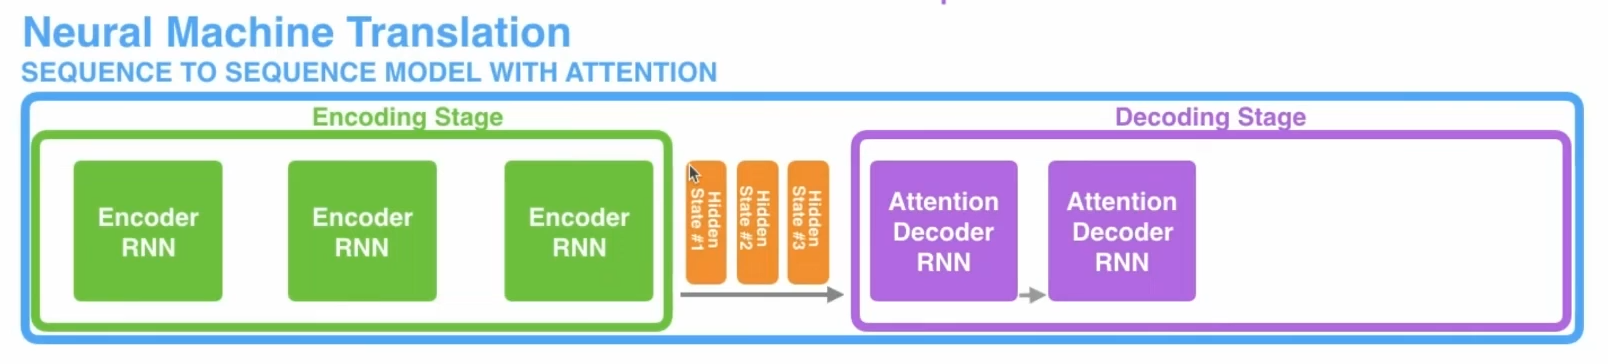 Neural Machine Translation
SEQUENCE TO SEQUENCE MODEL WITH ATTENTION
Encoding Stage
Decoding Stage
Encoder
RNN
Encoder
RNN
Encoder
RNN
Hidden
State #1
Hidden
State #2
Hidden
State #3
Attention
Decoder
RNN
Attention
Decoder
RNN